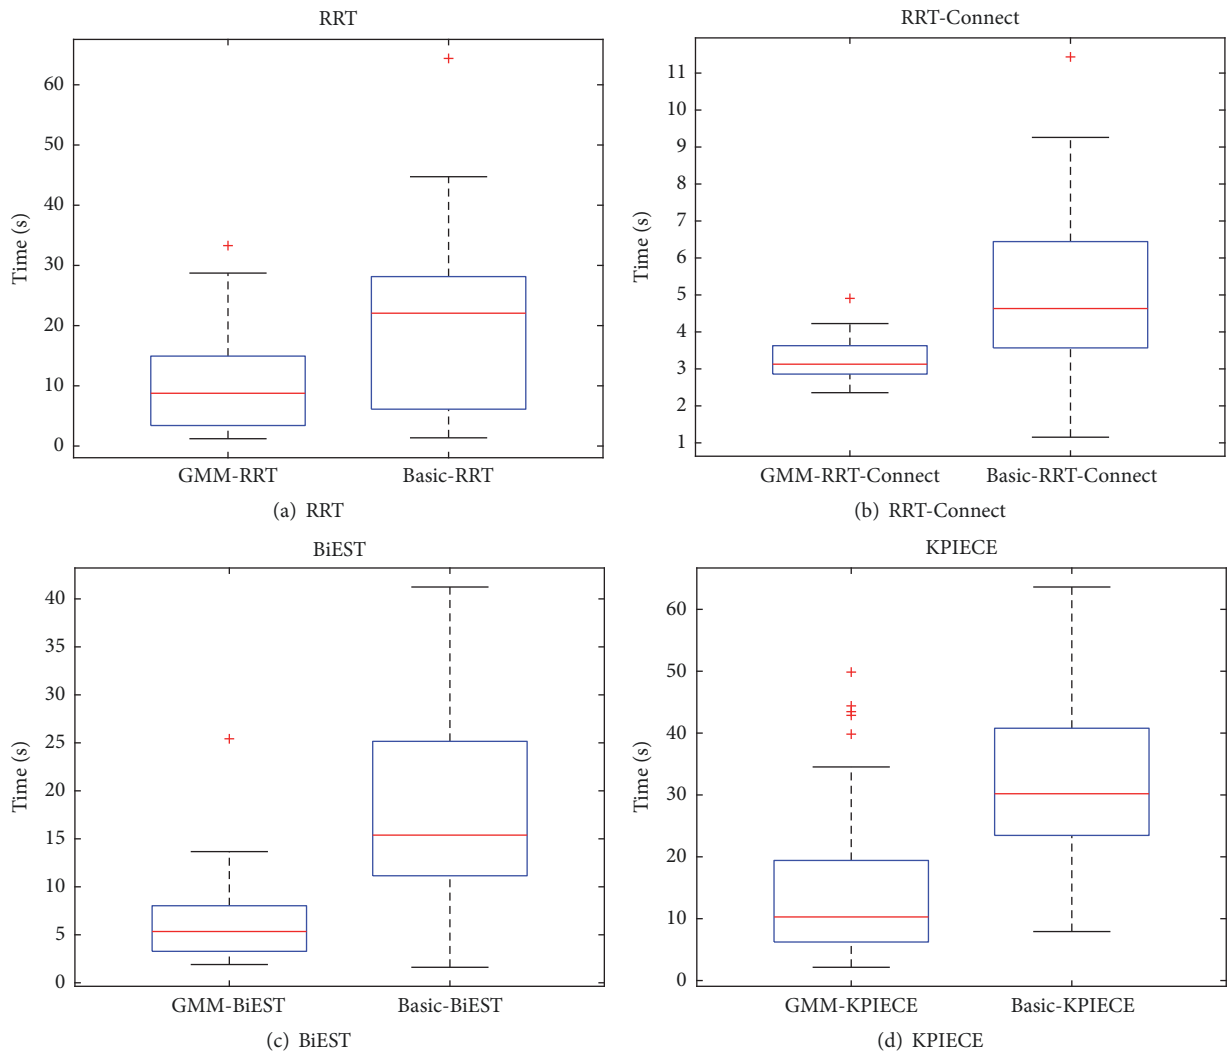 RRT
60
50
40
30
20
10
0
Time (s)
GMM-RRT Basic-RRT
(a) RRT
RRT-Connect
11
10
9
8
7
6
5
4
3
2
1
Time (s)
GMM-RRT-Connect Basic-RRT-Connect
(b) RRT-Connect
BiEST
40
35
30
25
20
15
10
5
0
Time (s)
GMM-BiEST Basic-BiEST
(c) BiEST
KPIECE
60
50
40
30
20
10
0
Time (s)
GMM-KPIECE Basic-KPIECE
(d) KPIECE